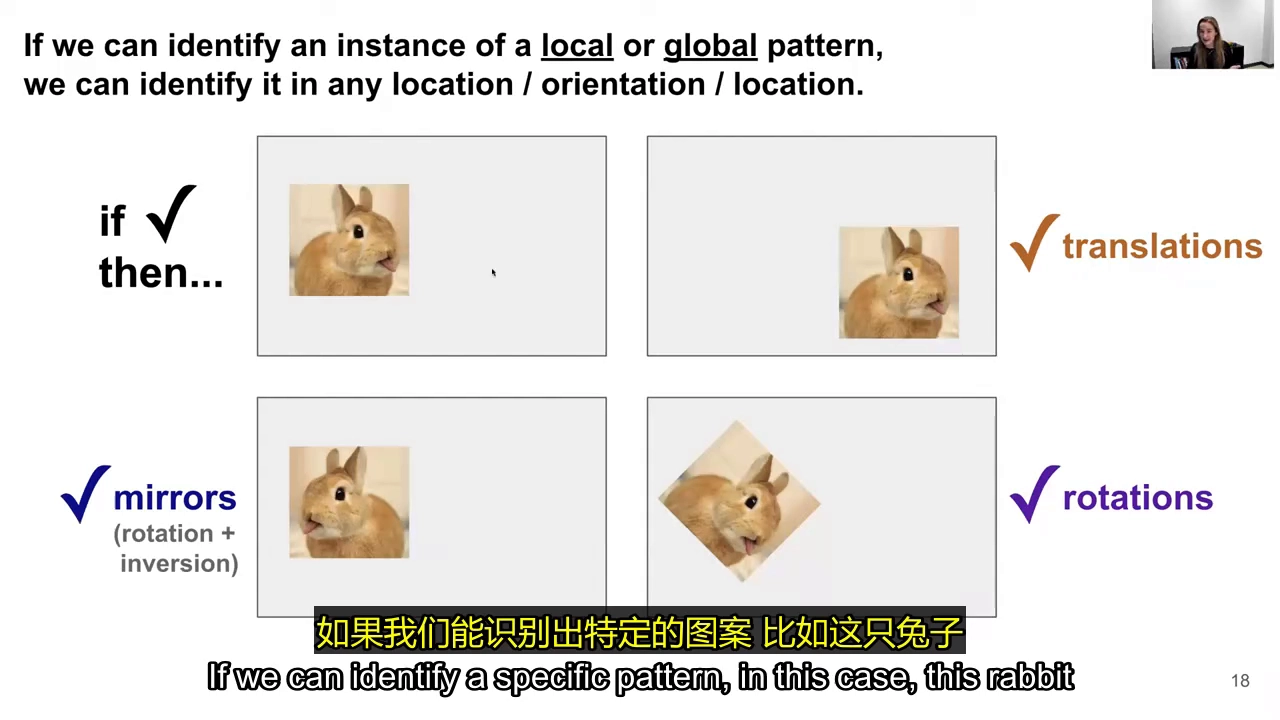 If we can identify an instance of a local or global pattern,
we can identify it in any location / orientation / location.
if ✓
then...
✓ translations
✓ mirrors
(rotation +
inversion)
✓ rotations
如果我们能识别出特定的图案 比如这只兔子
If we can identify a specific pattern, in this case, this rabbit
18